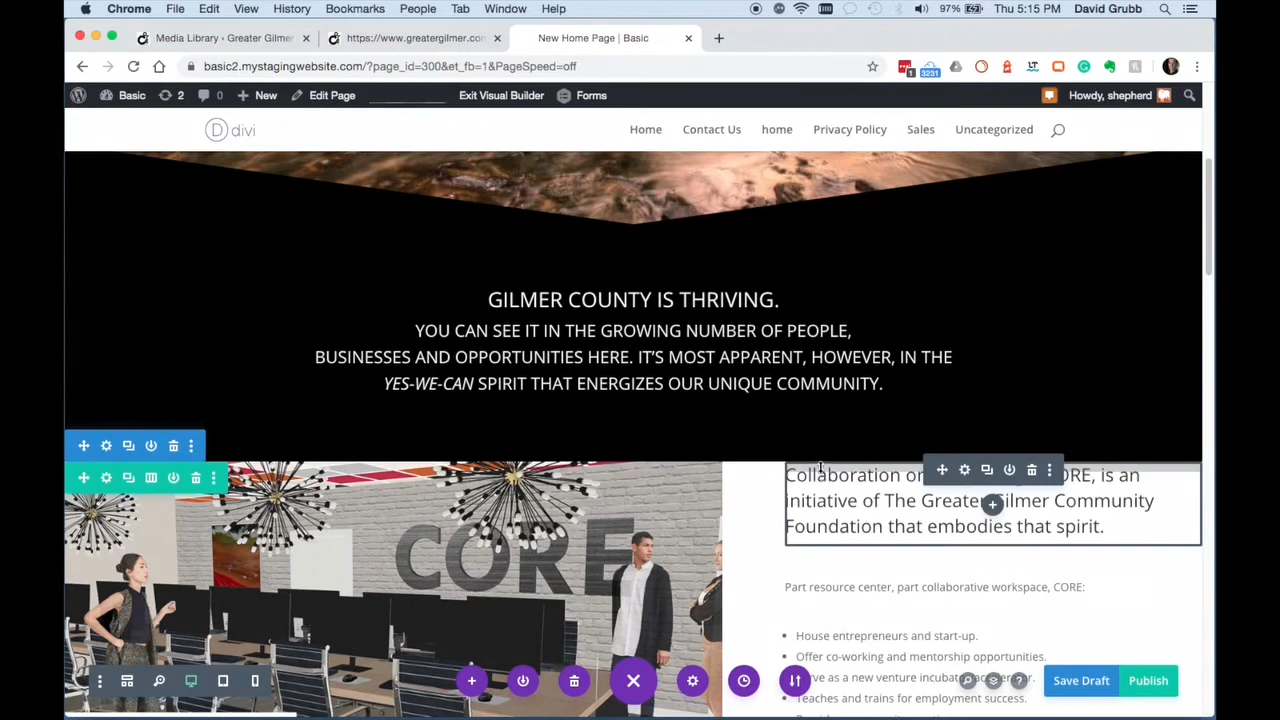 Chrome File Edit View History Bookmarks People Tab Window Help 97% Thu 5:15 PM David Grubb
Media Library ‹ Greater Gilmer × https://www.greatergilmer.com × New Home Page | Basic × +
basic2.mystagingwebsite.com/?page_id=300&et_fb=1&PageSpeed=off 1 3231 LT
Basic 2 0 + New Edit Page Exit Visual Builder Forms Howdy, shepherd
D divi Home Contact Us home Privacy Policy Sales Uncategorized
GILMER COUNTY IS THRIVING.
YOU CAN SEE IT IN THE GROWING NUMBER OF PEOPLE,
BUSINESSES AND OPPORTUNITIES HERE. IT'S MOST APPARENT, HOWEVER, IN THE
YES-WE-CAN SPIRIT THAT ENERGIZES OUR UNIQUE COMMUNITY.
Collaboration on ORE, is an
initiative of The Greater Gilmer Community
Foundation that embodies that spirit.
CORE
Part resource center, part collaborative workspace, CORE:
• House entrepreneurs and start-up.
• Offer co-working and mentorship opportunities.
as a new venture
• Teaches and trains for employment success.
Save Draft Publish